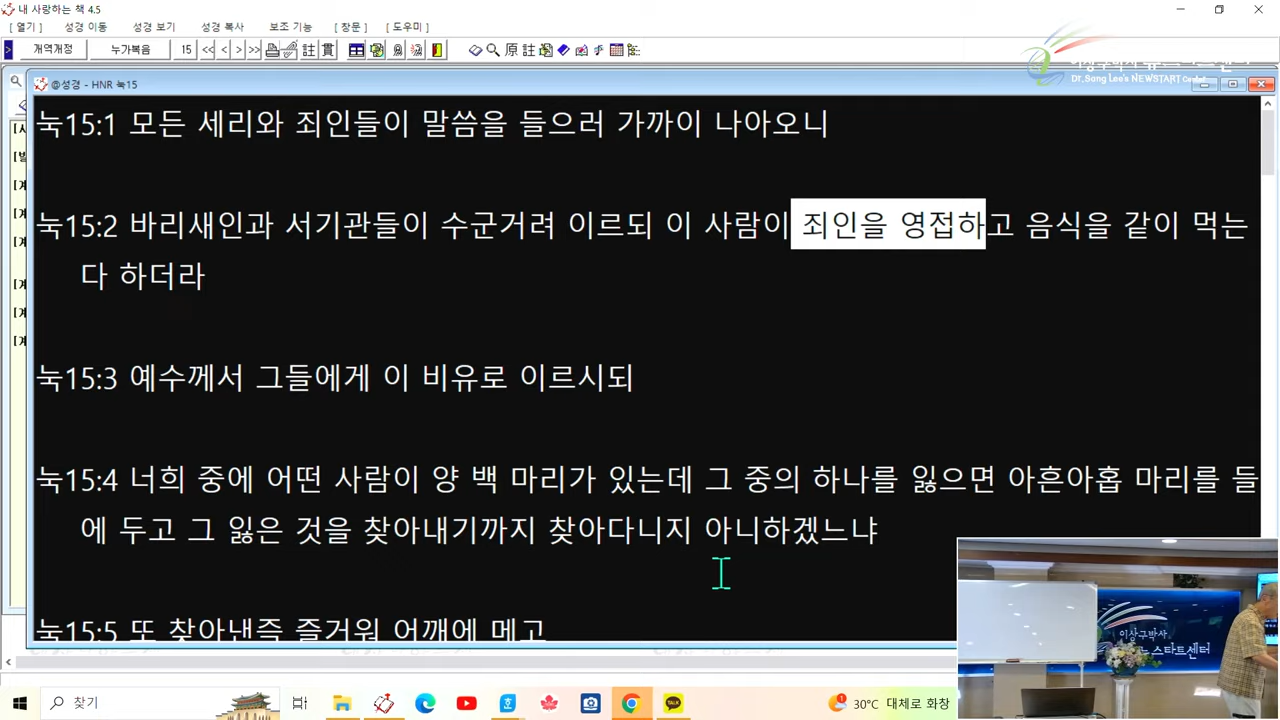 내 사랑하는 책 4.5
[ 열기 ] 성경 이동 성경 보기 성경 복사 보조 기능 [ 창문 ] [ 도우미 ]
개역개정 누가복음 15 << < > >> 註 貫 原 註
이상구박사
Dr.Sang Lee's NEWSTART Center
@성경 - HNR 눅15
눅15:1 모든 세리와 죄인들이 말씀을 들으러 가까이 나아오니
눅15:2 바리새인과 서기관들이 수군거려 이르되 이 사람이 죄인을 영접하고 음식을 같이 먹는
다 하더라
눅15:3 예수께서 그들에게 이 비유로 이르시되
눅15:4 너희 중에 어떤 사람이 양 백 마리가 있는데 그 중의 하나를 잃으면 아흔아홉 마리를 들
에 두고 그 잃은 것을 찾아내기까지 찾아다니지 아니하겠느냐
눅15:5 또 찾아낸즉 즐거워 어깨에 메고
이상구박사
스타트센터
찾기
TALK
30°C 대체로 화창